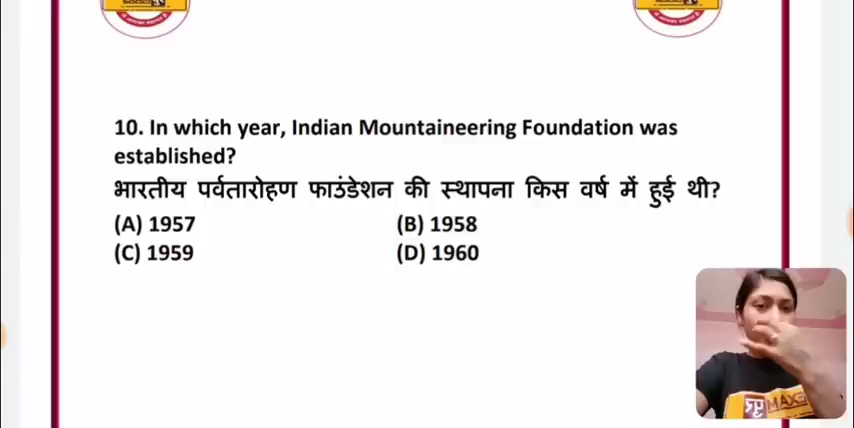 10. In which year, Indian Mountaineering Foundation was
established?
भारतीय पर्वतारोहण फाउंडेशन की स्थापना किस वर्ष में हुई थी?
(A) 1957 (B) 1958
(C) 1959 (D) 1960